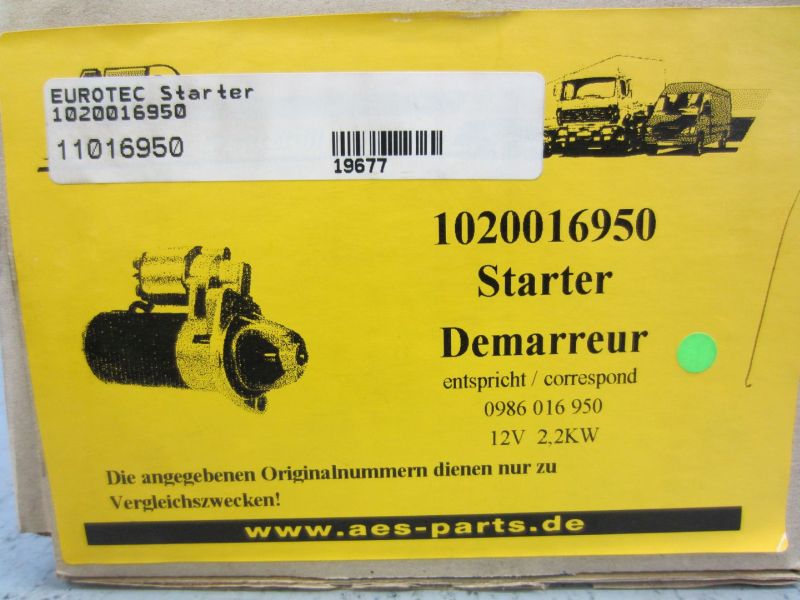 EUROTEC Starter
1020016950
11016950
19677
1020016950
Starter
Demarreur
entspricht / correspond
0986 016 950
12V 2,2KW
Die angegebenen Originalnummern dienen nur zu
Vergleichszwecken!
www.aes-parts.de